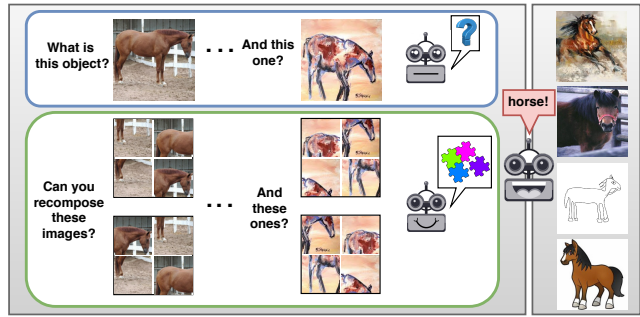 What is
this object?
And this
one?
?
horse!
Can you
recompose
these
images?
And
these
ones?